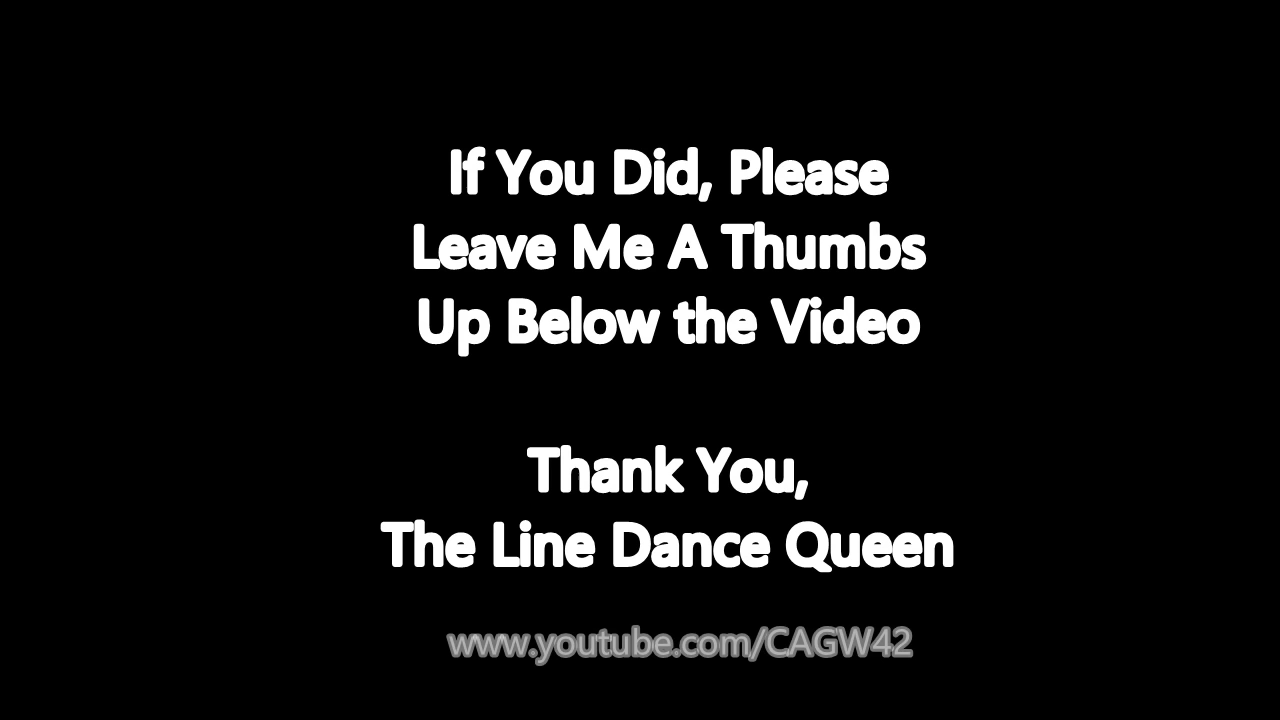 If You Did, Please
Leave Me A Thumbs
Up Below the Video
Thank You,
The Line Dance Queen
www.youtube.com/CAGW42